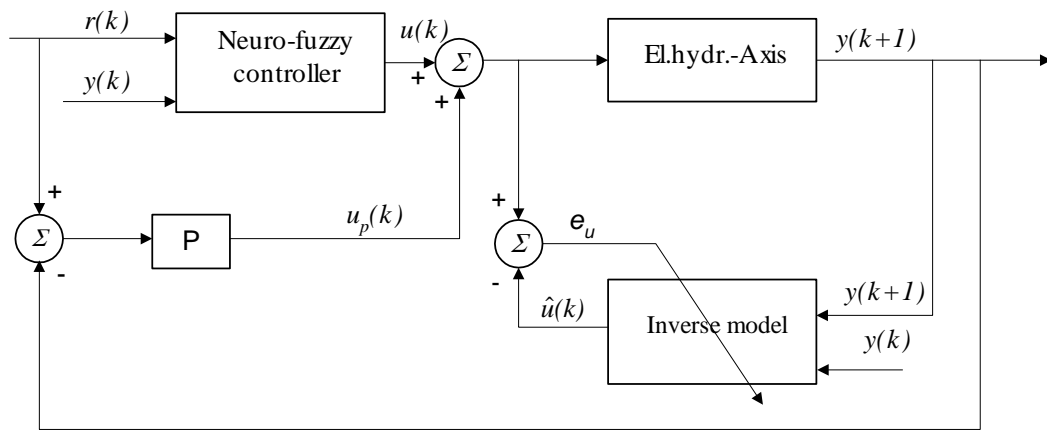 r(k)
y(k)
Neuro-fuzzy
controller
u(k)
+
+
Σ
El.hydr.-Axis
y(k+1)
+
Σ
-
P
u_p(k)
+
Σ
-
e_u
û(k)
Inverse model
y(k+1)
y(k)